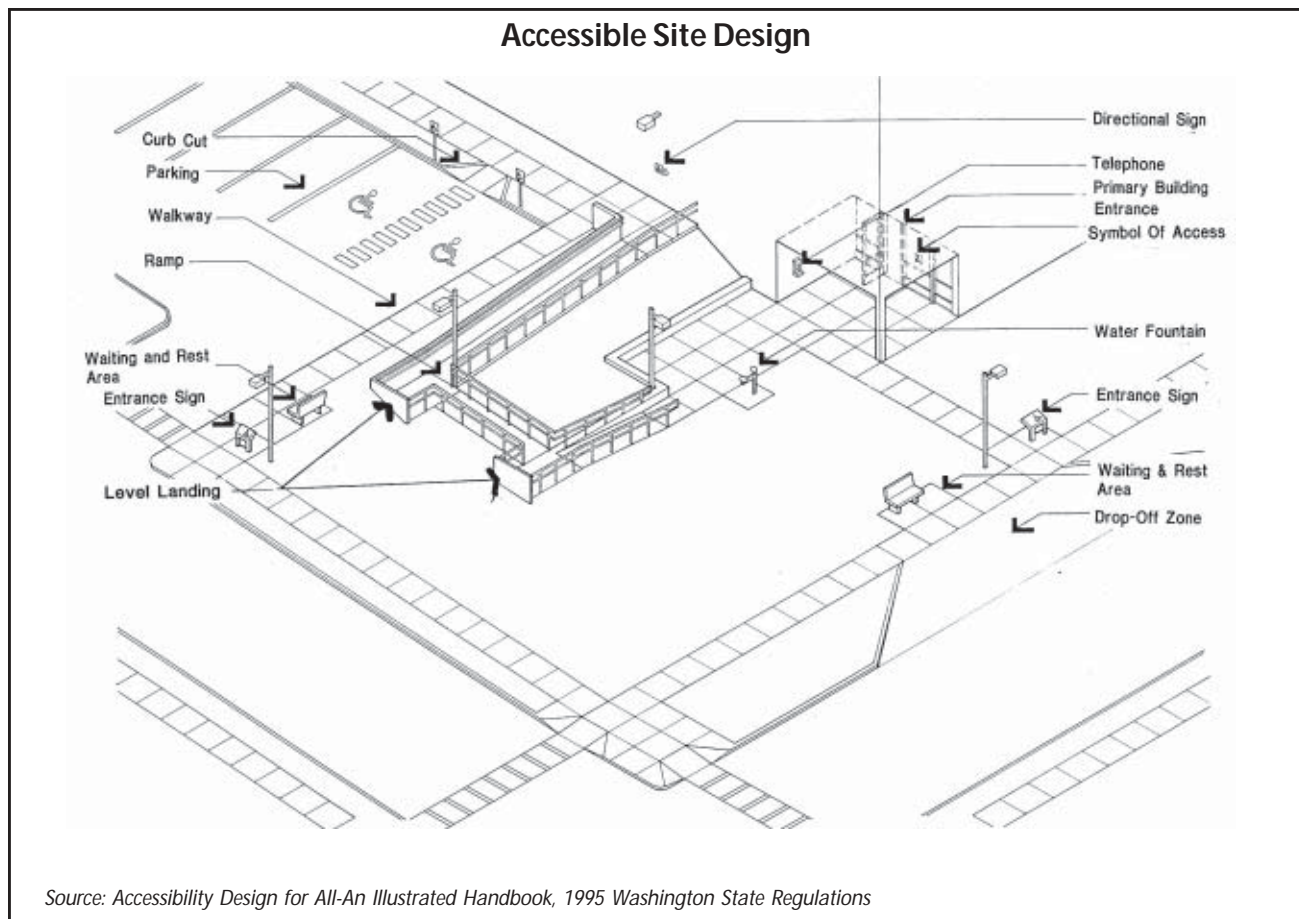 Accessible Site Design
Curb Cut
Parking
Walkway
Ramp
Waiting and Rest
Area
Entrance Sign
Level Landing
Directional Sign
Telephone
Primary Building
Entrance
Symbol Of Access
Water Fountain
Entrance Sign
Waiting & Rest
Area
Drop-Off Zone
Source: Accessibility Design for All-An Illustrated Handbook, 1995 Washington State Regulations